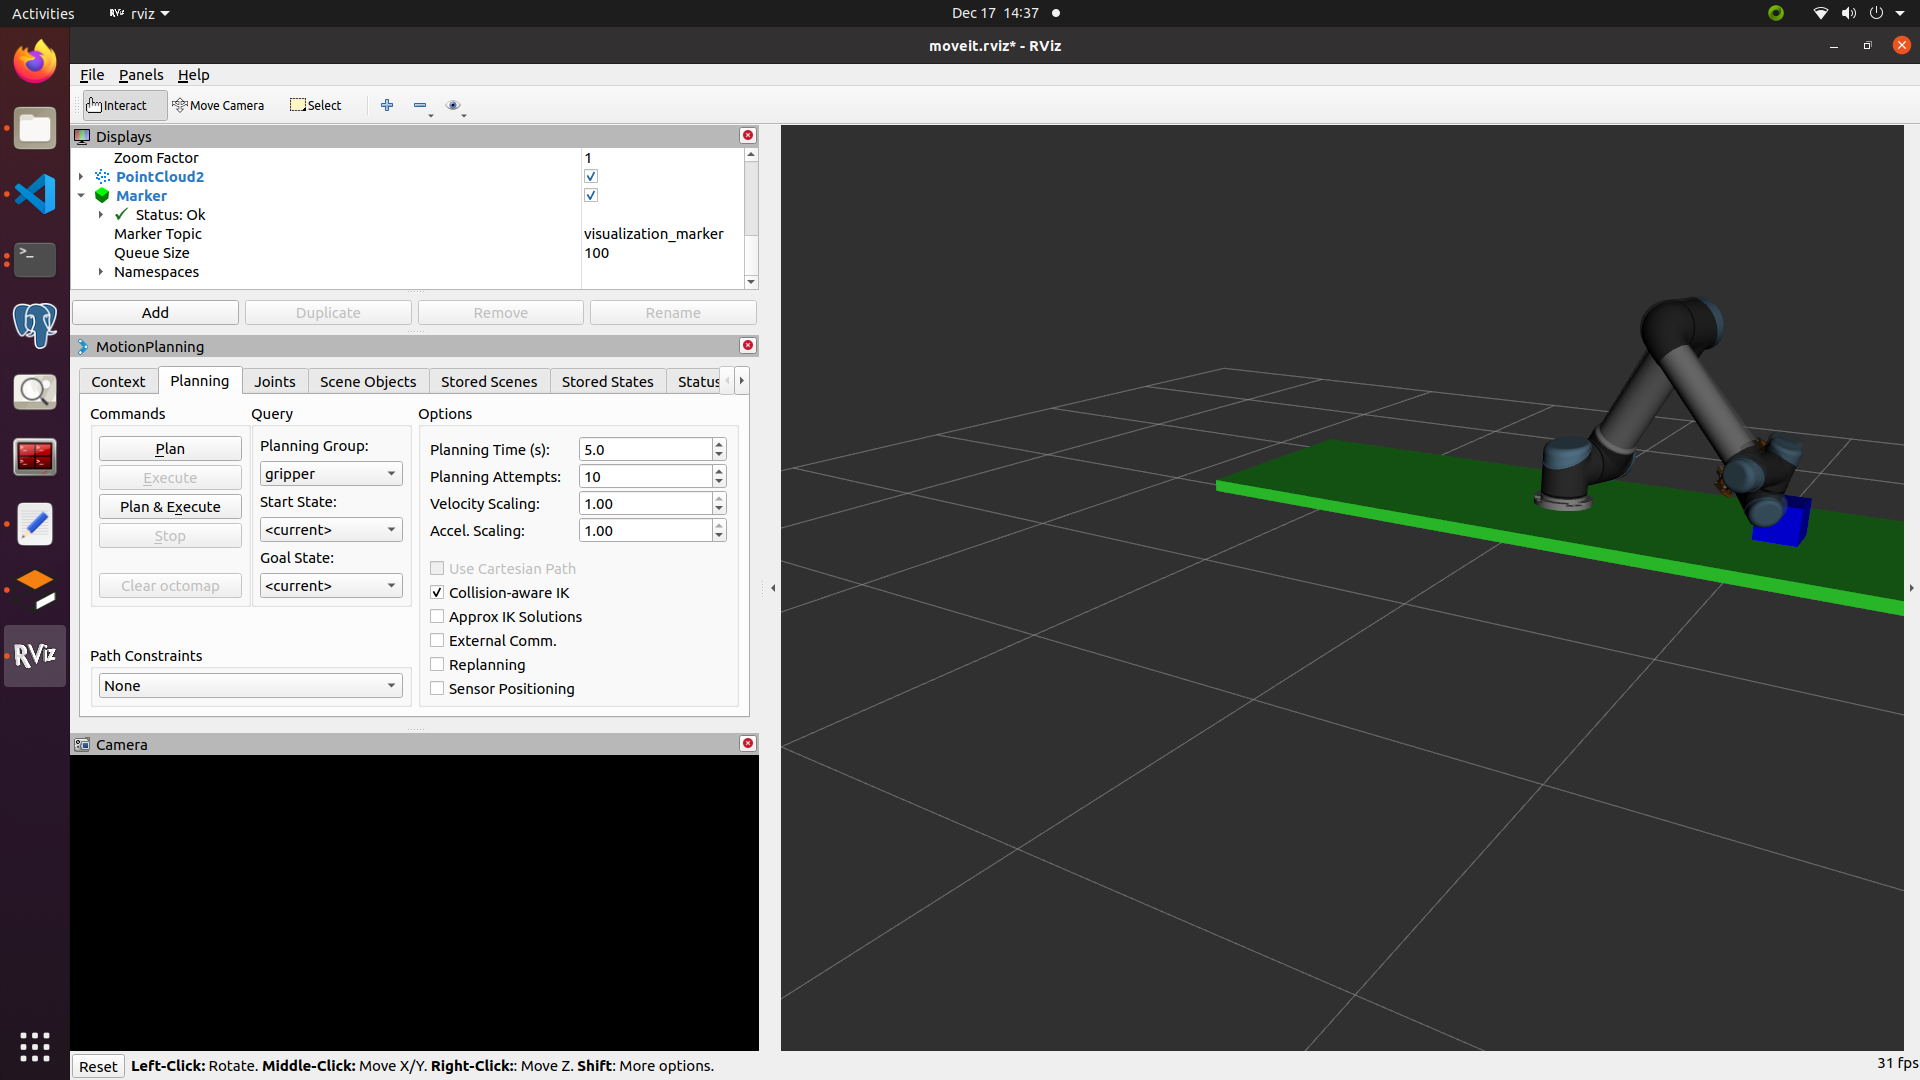 Activities
RViz
rviz
Dec 17 14:37
moveit.rviz* - RViz
File Panels Help
Interact Move Camera Select
Displays
Zoom Factor 1
PointCloud2
Marker
Status: Ok
Marker Topic visualization_marker
Queue Size 100
Namespaces
Add Duplicate Remove Rename
MotionPlanning
Context Planning Joints Scene Objects Stored Scenes Stored States Status
Commands Query Options
Plan
Execute
Plan & Execute
Stop
Clear octomap
Planning Group:
gripper
Start State:
<current>
Goal State:
<current>
Path Constraints
None
Planning Time (s): 5.0
Planning Attempts: 10
Velocity Scaling: 1.00
Accel. Scaling: 1.00
Use Cartesian Path
Collision-aware IK
Approx IK Solutions
External Comm.
Replanning
Sensor Positioning
Camera
RViz
Reset Left-Click: Rotate. Middle-Click: Move X/Y. Right-Click:: Move Z. Shift: More options.
31 fps